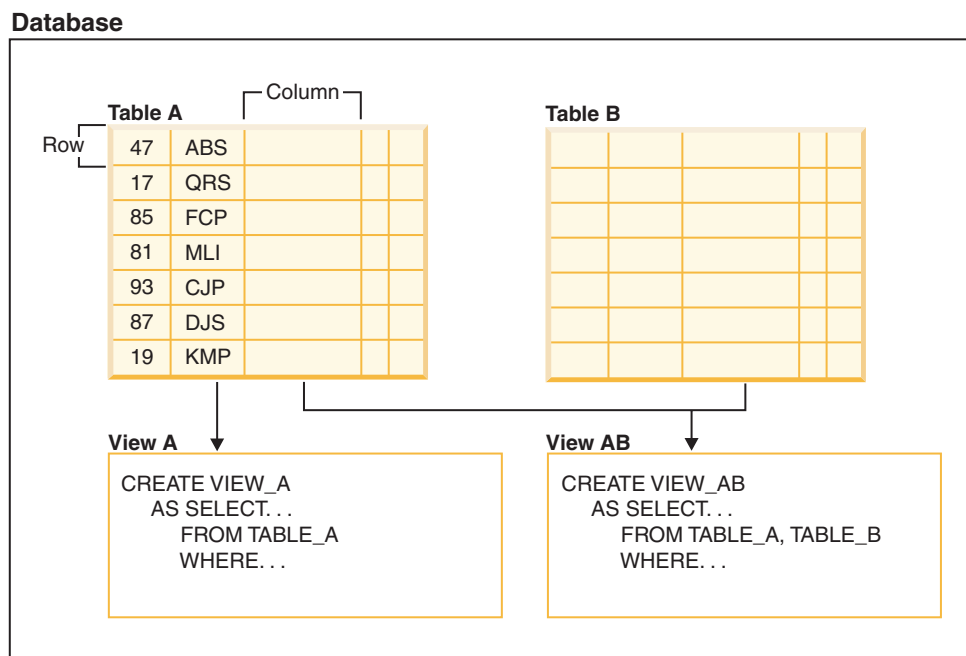 Database
Column
Table A
Table B
Row
47 ABS
17 QRS
85 FCP
81 MLI
93 CJP
87 DJS
19 KMP
View A
CREATE VIEW_A
AS SELECT. . .
FROM TABLE_A
WHERE. . .
View AB
CREATE VIEW_AB
AS SELECT. . .
FROM TABLE_A, TABLE_B
WHERE. . .